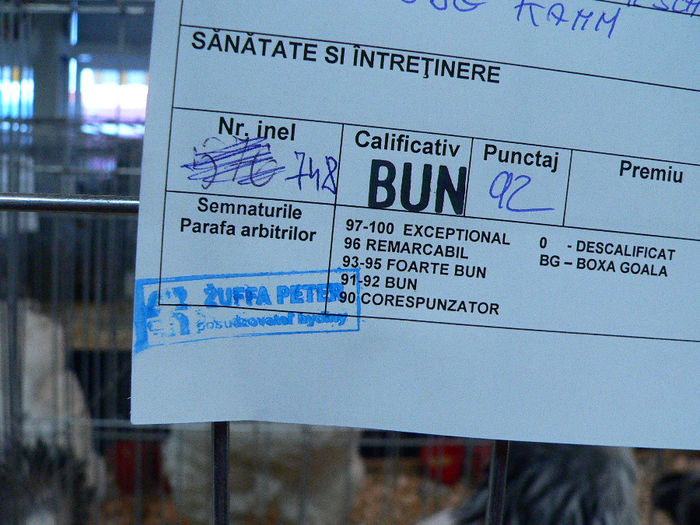 KAMM
SĂNĂTATE SI ÎNTREŢINERE
Nr. inel
748
Calificativ
BUN
Punctaj
92
Premiu
Semnaturile
Parafa arbitrilor
97-100 EXCEPTIONAL
96 REMARCABIL
93-95 FOARTE BUN
91-92 BUN
90 CORESPUNZATOR
0 - DESCALIFICAT
BG – BOXA GOALA
ŽUFFA PETER
posudzovateľ hydiny